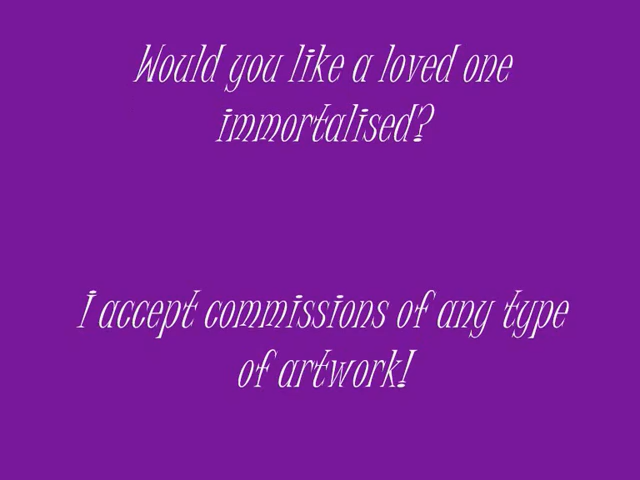 Would you like a loved one
immortalised?
I accept commissions of any type
of artwork!